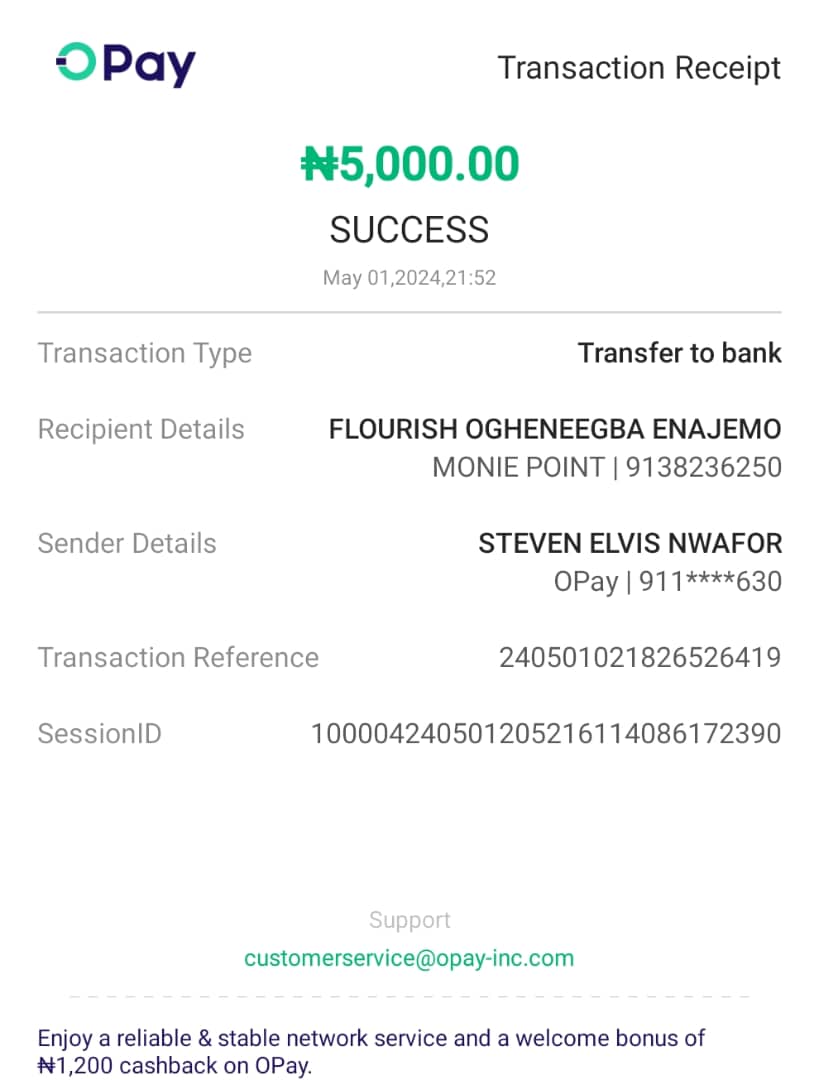 OPay
Transaction Receipt
₦5,000.00
SUCCESS
May 01,2024,21:52
Transaction Type Transfer to bank
Recipient Details FLOURISH OGHENEEGBA ENAJEMO
MONIE POINT | 9138236250
Sender Details STEVEN ELVIS NWAFOR
OPay | 911****630
Transaction Reference 240501021826526419
SessionID 100004240501205216114086172390
Support
customerservice@opay-inc.com
Enjoy a reliable & stable network service and a welcome bonus of
₦1,200 cashback on OPay.